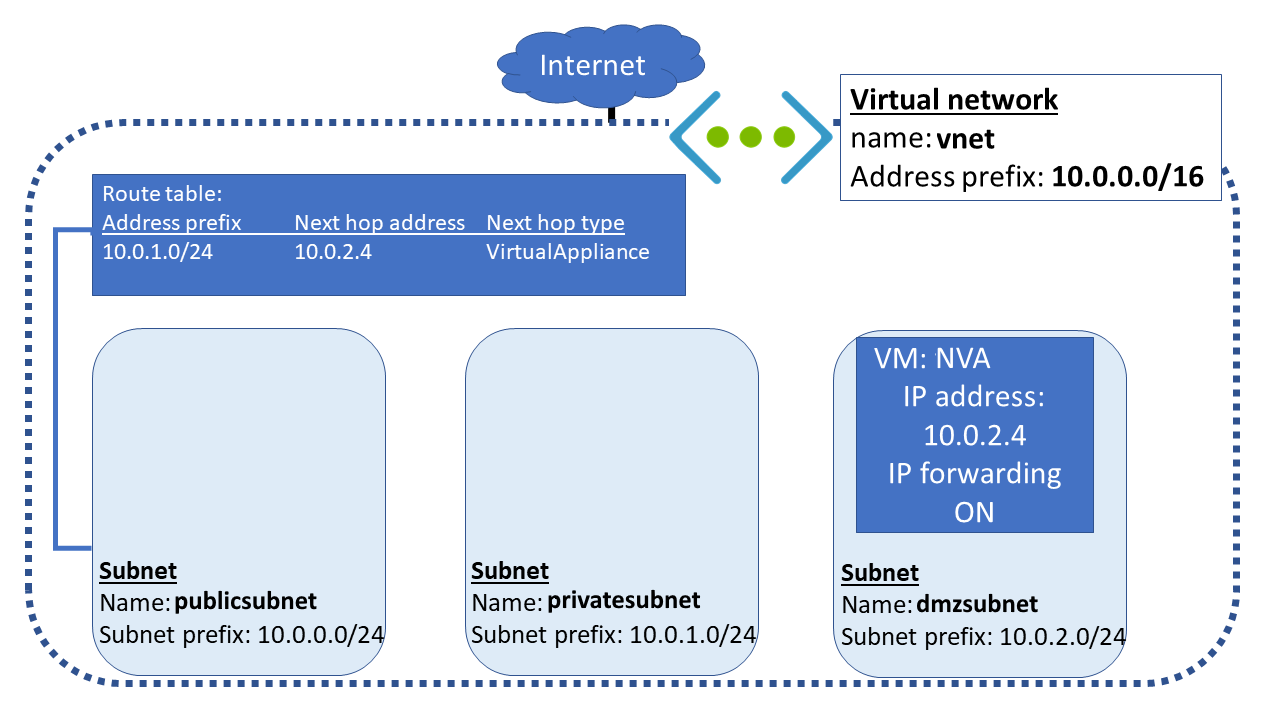 Internet
Virtual network
name: vnet
Address prefix: 10.0.0.0/16
Route table:
Address prefix Next hop address Next hop type
10.0.1.0/24 10.0.2.4 VirtualAppliance
VM: NVA
IP address:
10.0.2.4
IP forwarding
ON
Subnet
Name: publicsubnet
Subnet prefix: 10.0.0.0/24
Subnet
Name: privatesubnet
Subnet prefix: 10.0.1.0/24
Subnet
Name: dmzsubnet
Subnet prefix: 10.0.2.0/24